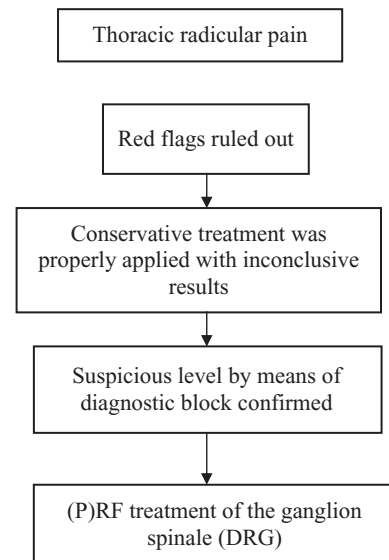 Thoracic radicular pain
Red flags ruled out
Conservative treatment was
properly applied with inconclusive
results
Suspicious level by means of
diagnostic block confirmed
(P)RF treatment of the ganglion
spinale (DRG)